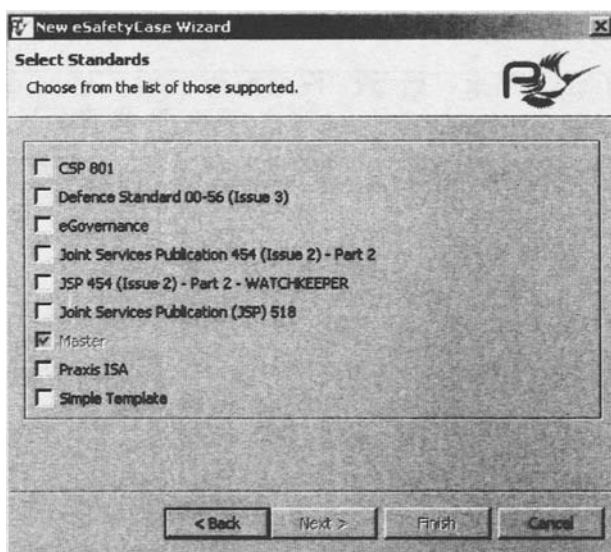 New eSafetyCase Wizard
Select Standards
Choose from the list of those supported.
CSP 801
Defence Standard 00-56 (Issue 3)
eGovernance
Joint Services Publication 454 (Issue 2) - Part 2
JSP 454 (Issue 2) - Part 2 - WATCHKEEPER
Joint Services Publication (JSP) 518
Master
Praxis ISA
Simple Template
< Back Next > Finish Cancel